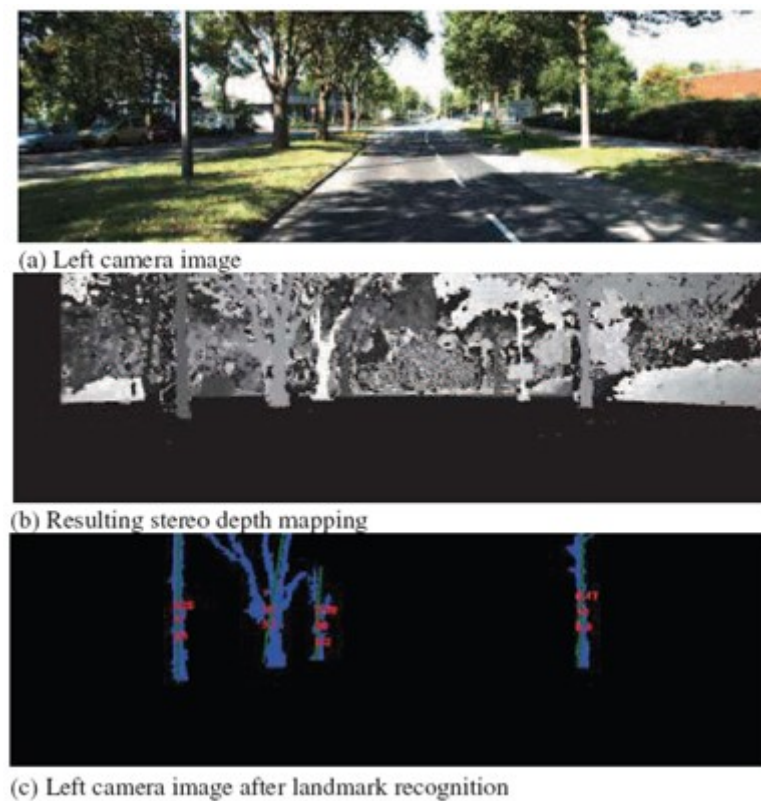 (a) Left camera image
(b) Resulting stereo depth mapping
(c) Left camera image after landmark recognition